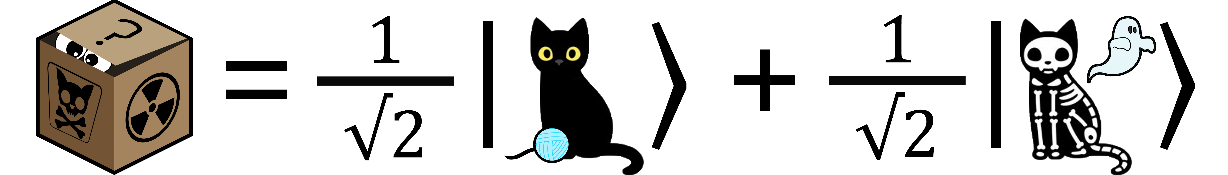 ? = 1/√2 | ⟩ + 1/√2 | ⟩